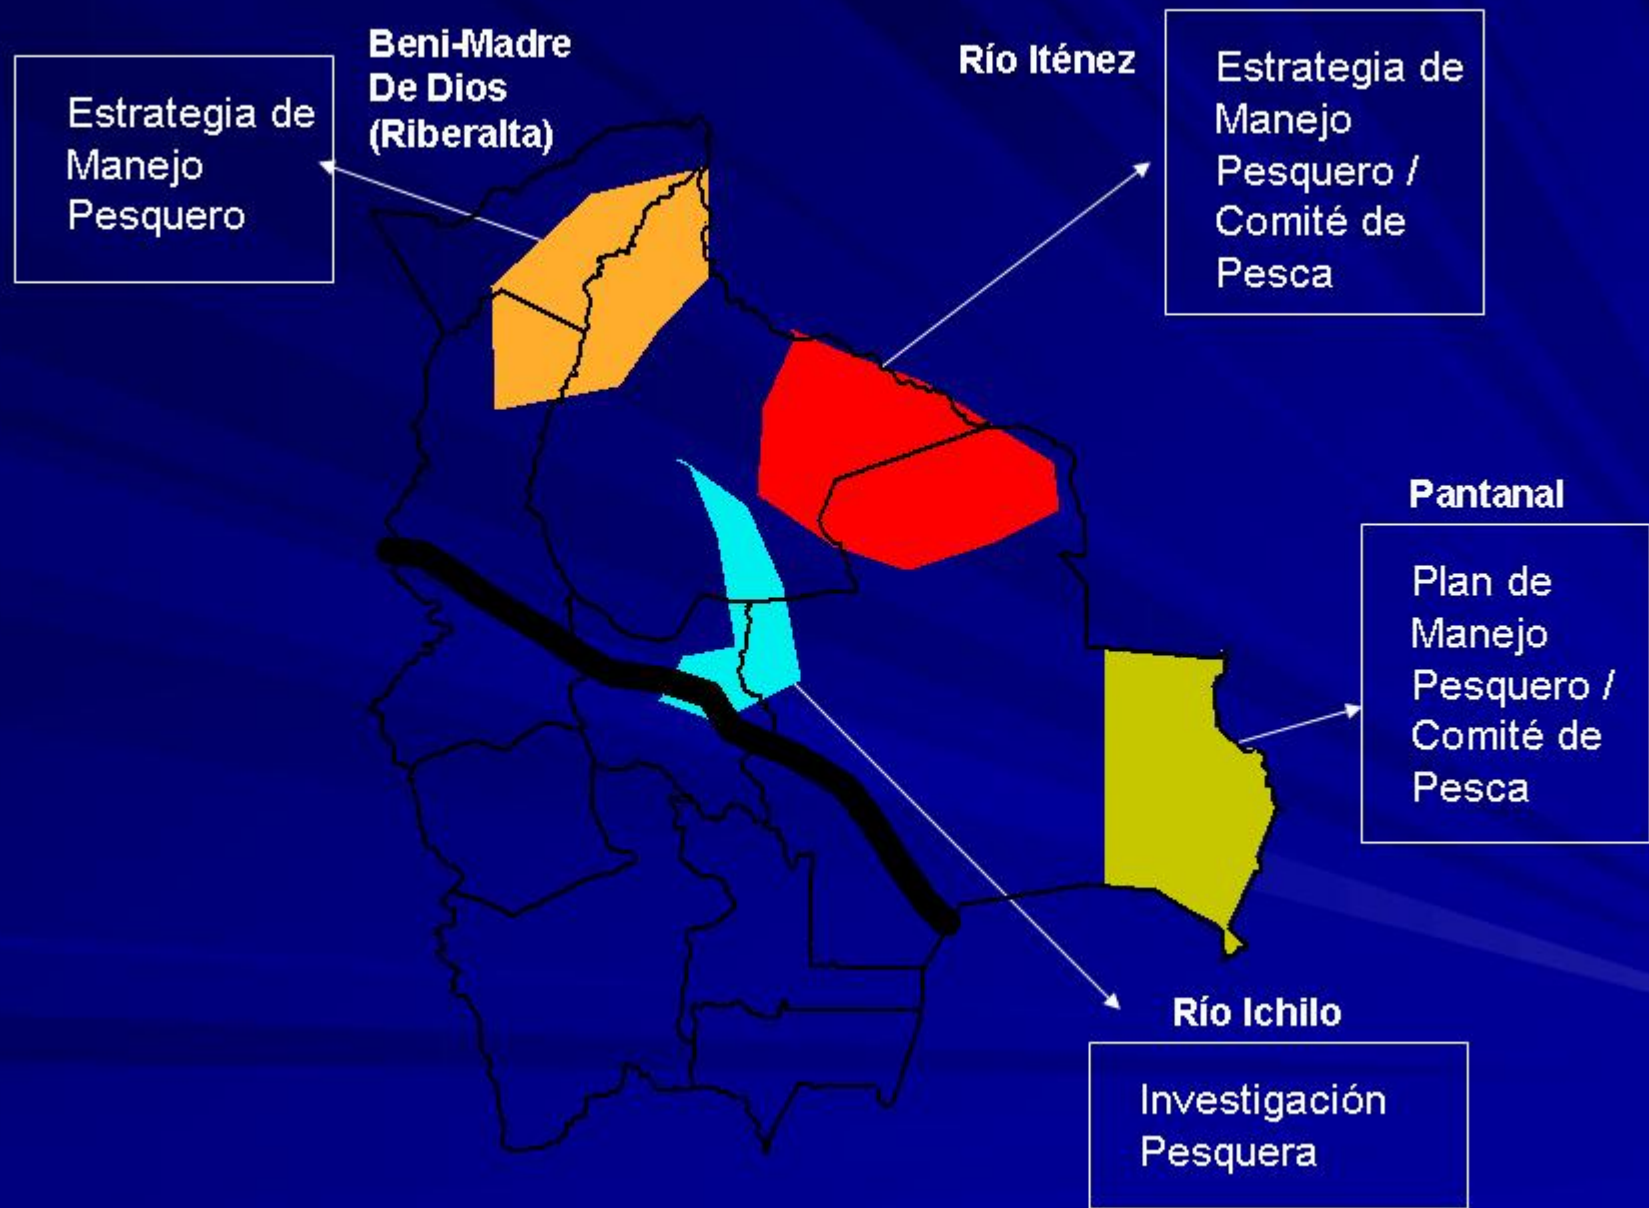 Beni-Madre
De Dios
(Riberalta)
Estrategia de
Manejo
Pesquero
Río Iténez
Estrategia de
Manejo
Pesquero /
Comité de
Pesca
Pantanal
Plan de
Manejo
Pesquero /
Comité de
Pesca
Río Ichilo
Investigación
Pesquera